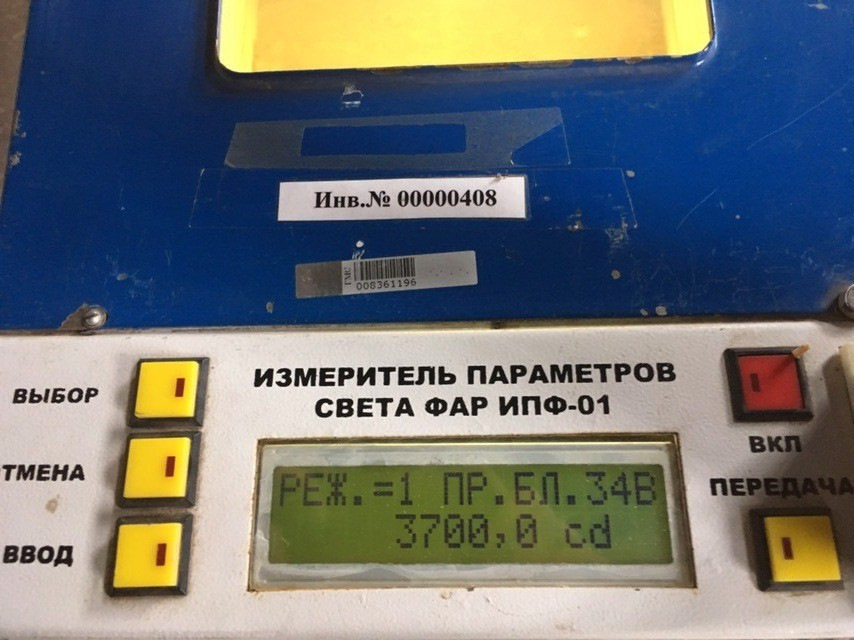 Инв.№ 00000408
008361196
ИЗМЕРИТЕЛЬ ПАРАМЕТРОВ
СВЕТА ФАР ИПФ-01
ВЫБОР
ОТМЕНА
ВВОД
РЕЖ.=1 ПР.БЛ.34В
3700,0 cd
ВКЛ
ПЕРЕДАЧА